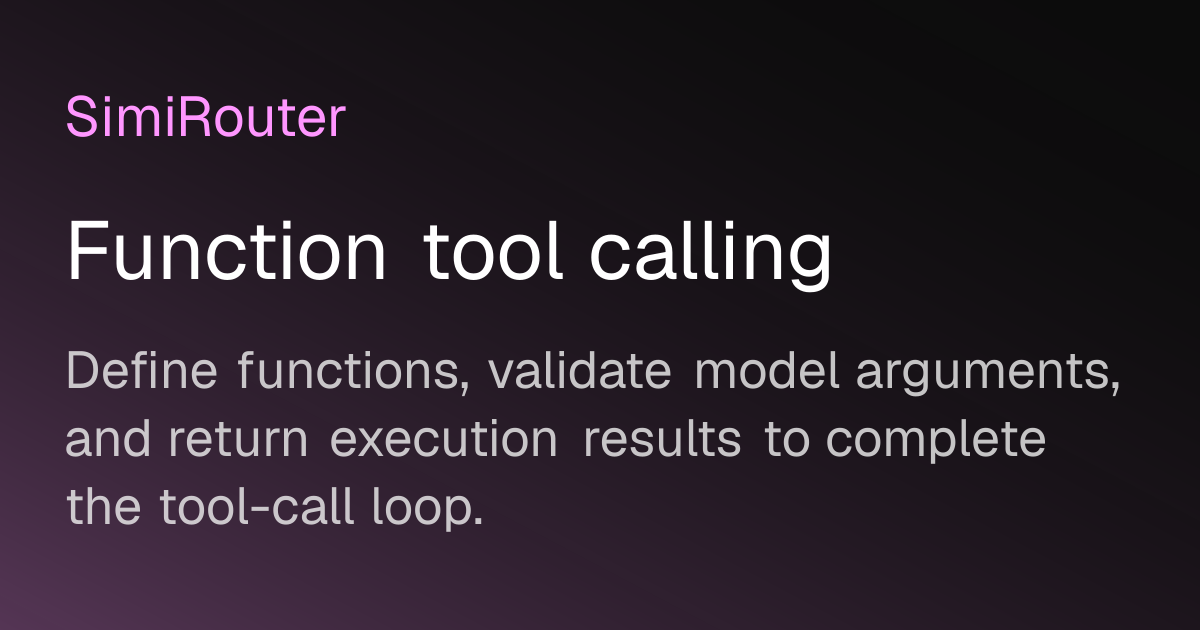 SimiRouter
Function tool calling
Define functions, validate model arguments,
and return execution results to complete
the tool-call loop.